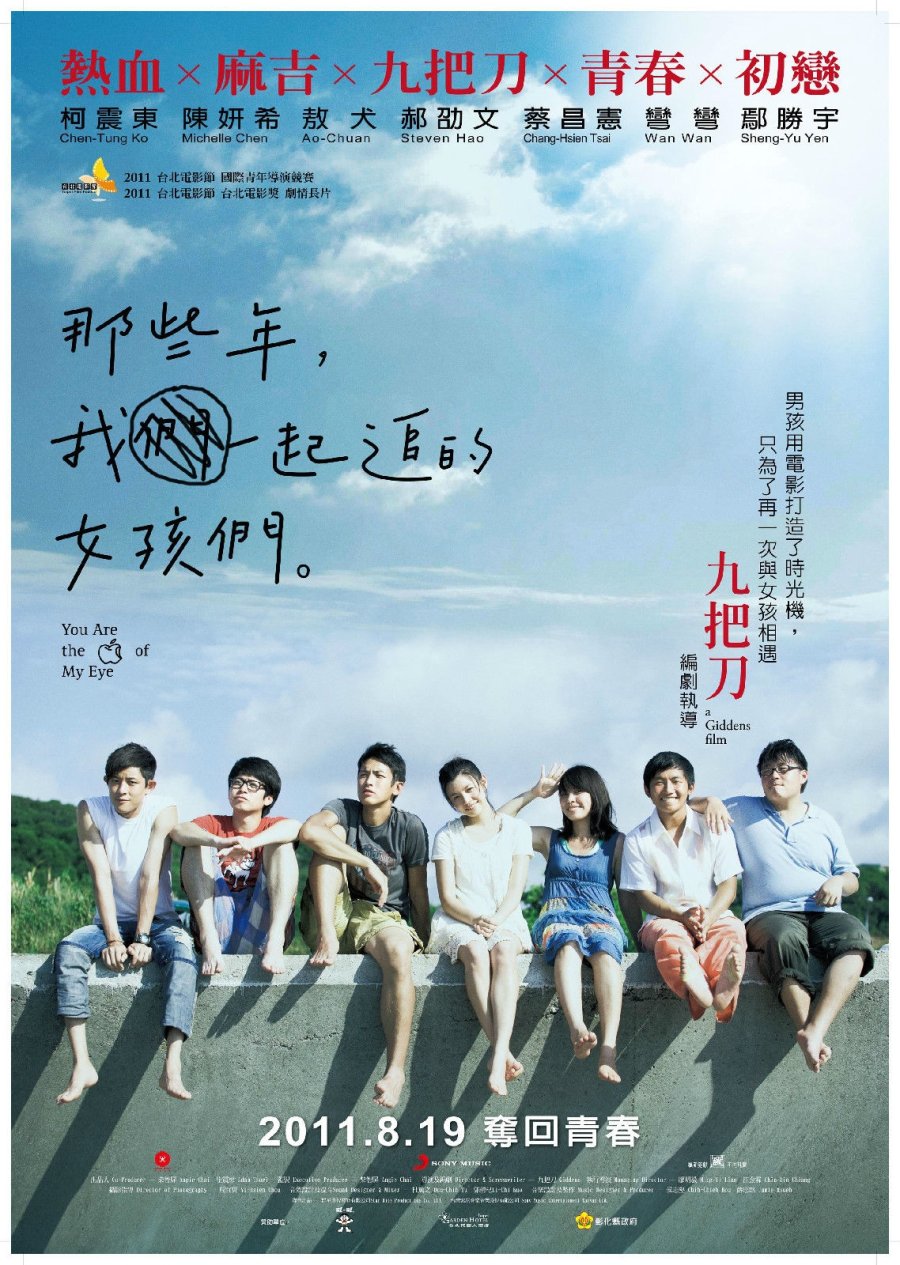 熱血×麻吉×九把刀×青春×初戀
柯震東 陳妍希 敖犬 郝劭文 蔡昌憲 彎彎 鄢勝宇
Chen-Tung Ko Michelle Chen Ao-Chuan Steven Hao Chang-Hsien Tsai Wan Wan Sheng-Yu Yen
2011 台北電影節 國際青年導演競賽
2011 台北電影節 台北電影獎 劇情長片
那些年，
我們一起追的
女孩們。
You Are
the of
My Eye
男孩用電影打造了時光機，
只為了再一次與女孩相遇
九把刀
編劇執導
a
Giddens
film
2011.8.19 奪回青春
SONY MUSIC
GARDEN HOTEL
彰化縣政府